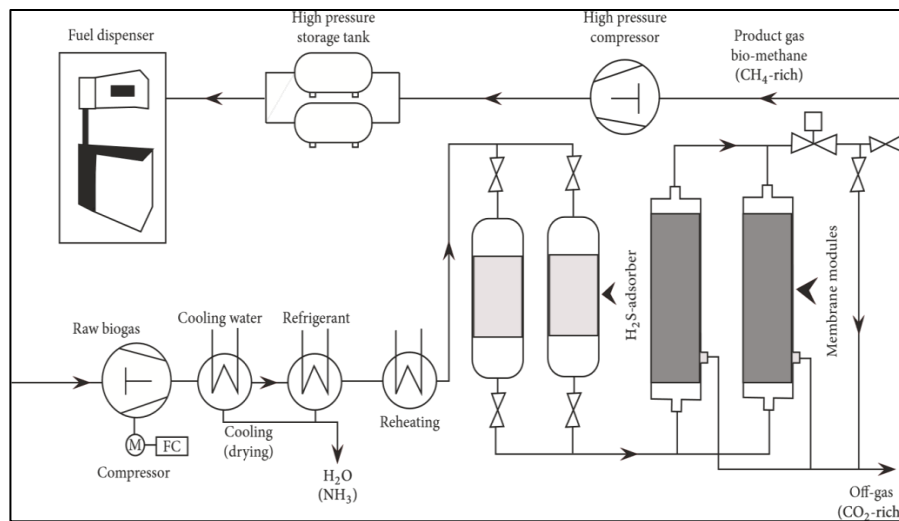 Fuel dispenser
High pressure
storage tank
High pressure
compressor
Product gas
bio-methane
(CH₄-rich)
H₂S-adsorber
Membrane modules
Raw biogas
Cooling water
Refrigerant
Reheating
Cooling
(drying)
M
FC
Compressor
H₂O
(NH₃)
Off-gas
(CO₂-rich)